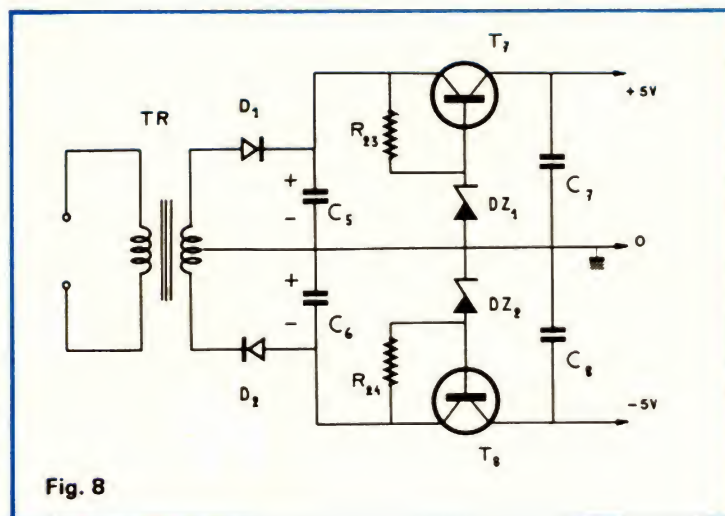 T7
+5V
D1
TR
R23
C7
+
C5
-
DZ1
0
+
C6
-
DZ2
R24
C8
D2
-5V
T8
Fig. 8